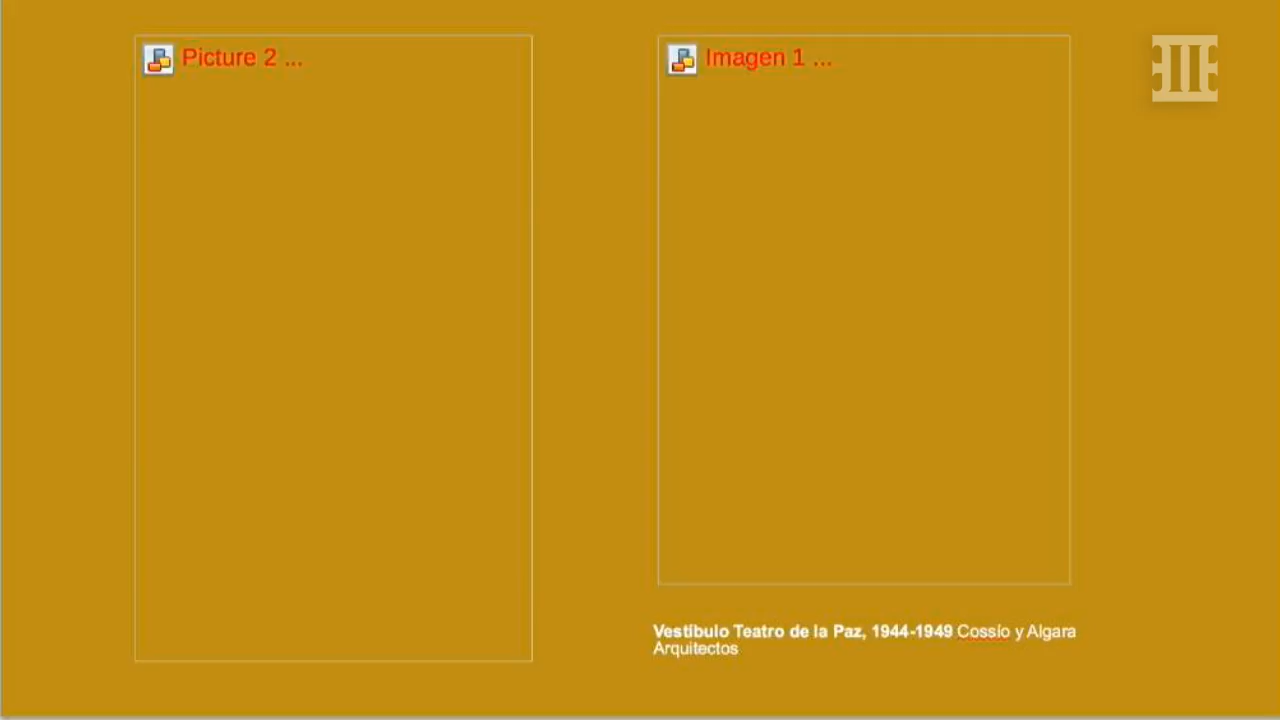 Picture 2 ...
Imagen 1 ...
Vestíbulo Teatro de la Paz, 1944-1949 Cossío y Algara
Arquitectos